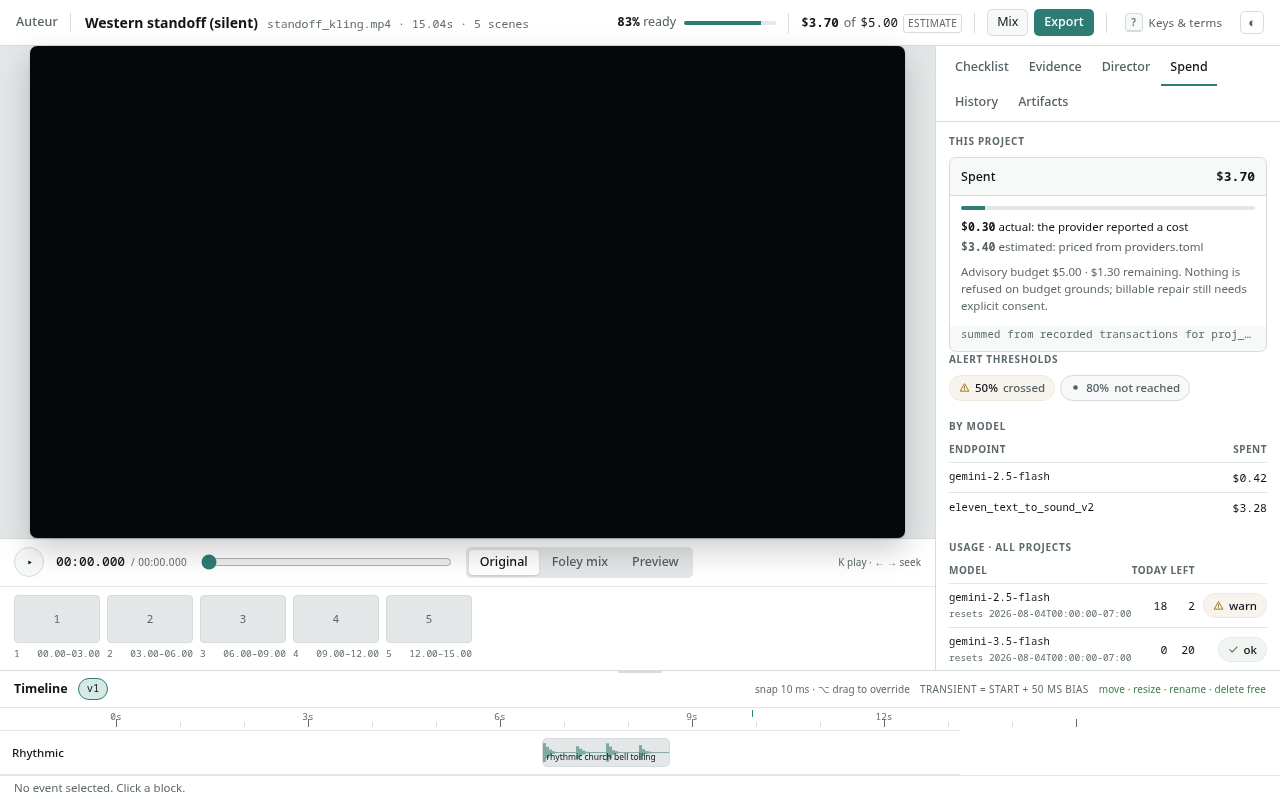 Auteur Western standoff (silent) standoff_kling.mp4 · 15.04s · 5 scenes 83% ready $3.70 of $5.00 ESTIMATE Mix Export ? Keys & terms
Checklist Evidence Director Spend
History Artifacts
THIS PROJECT
Spent $3.70
$0.30 actual: the provider reported a cost
$3.40 estimated: priced from providers.toml
Advisory budget $5.00 · $1.30 remaining. Nothing is
refused on budget grounds; billable repair still needs
explicit consent.
summed from recorded transactions for proj_…
ALERT THRESHOLDS
50% crossed 80% not reached
BY MODEL
ENDPOINT SPENT
gemini-2.5-flash $0.42
eleven_text_to_sound_v2 $3.28
USAGE · ALL PROJECTS
MODEL TODAY LEFT
gemini-2.5-flash 18 2 warn
resets 2026-08-04T00:00:00-07:00
gemini-3.5-flash 0 20 ok
resets 2026-08-04T00:00:00-07:00
00:00.000 / 00:00.000 Original Foley mix Preview K play · ← → seek
1 2 3 4 5
1 00.00–03.00 2 03.00–06.00 3 06.00–09.00 4 09.00–12.00 5 12.00–15.00
Timeline v1 snap 10 ms · ⌥ drag to override TRANSIENT = START + 50 MS BIAS move · resize · rename · delete free
0s 3s 6s 9s 12s
Rhythmic rhythmic church bell tolling
No event selected. Click a block.